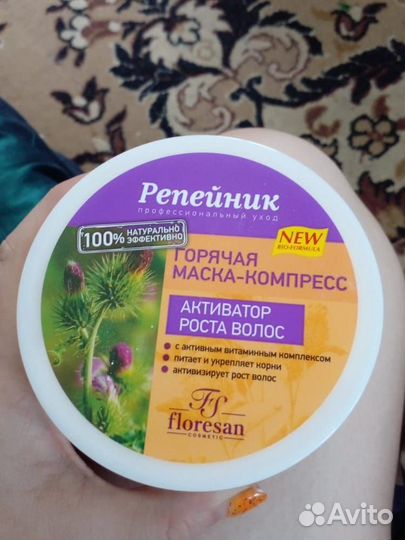 Репейник
профессиональный уход
100% НАТУРАЛЬНО
ЭФФЕКТИВНО
NEW
BIO-FORMULA
ГОРЯЧАЯ
МАСКА-КОМПРЕСС
АКТИВАТОР
РОСТА ВОЛОС
• с активным витаминным комплексом
• питает и укрепляет корни
• активизирует рост волос
FS
floresan
COSMETIC
Avito